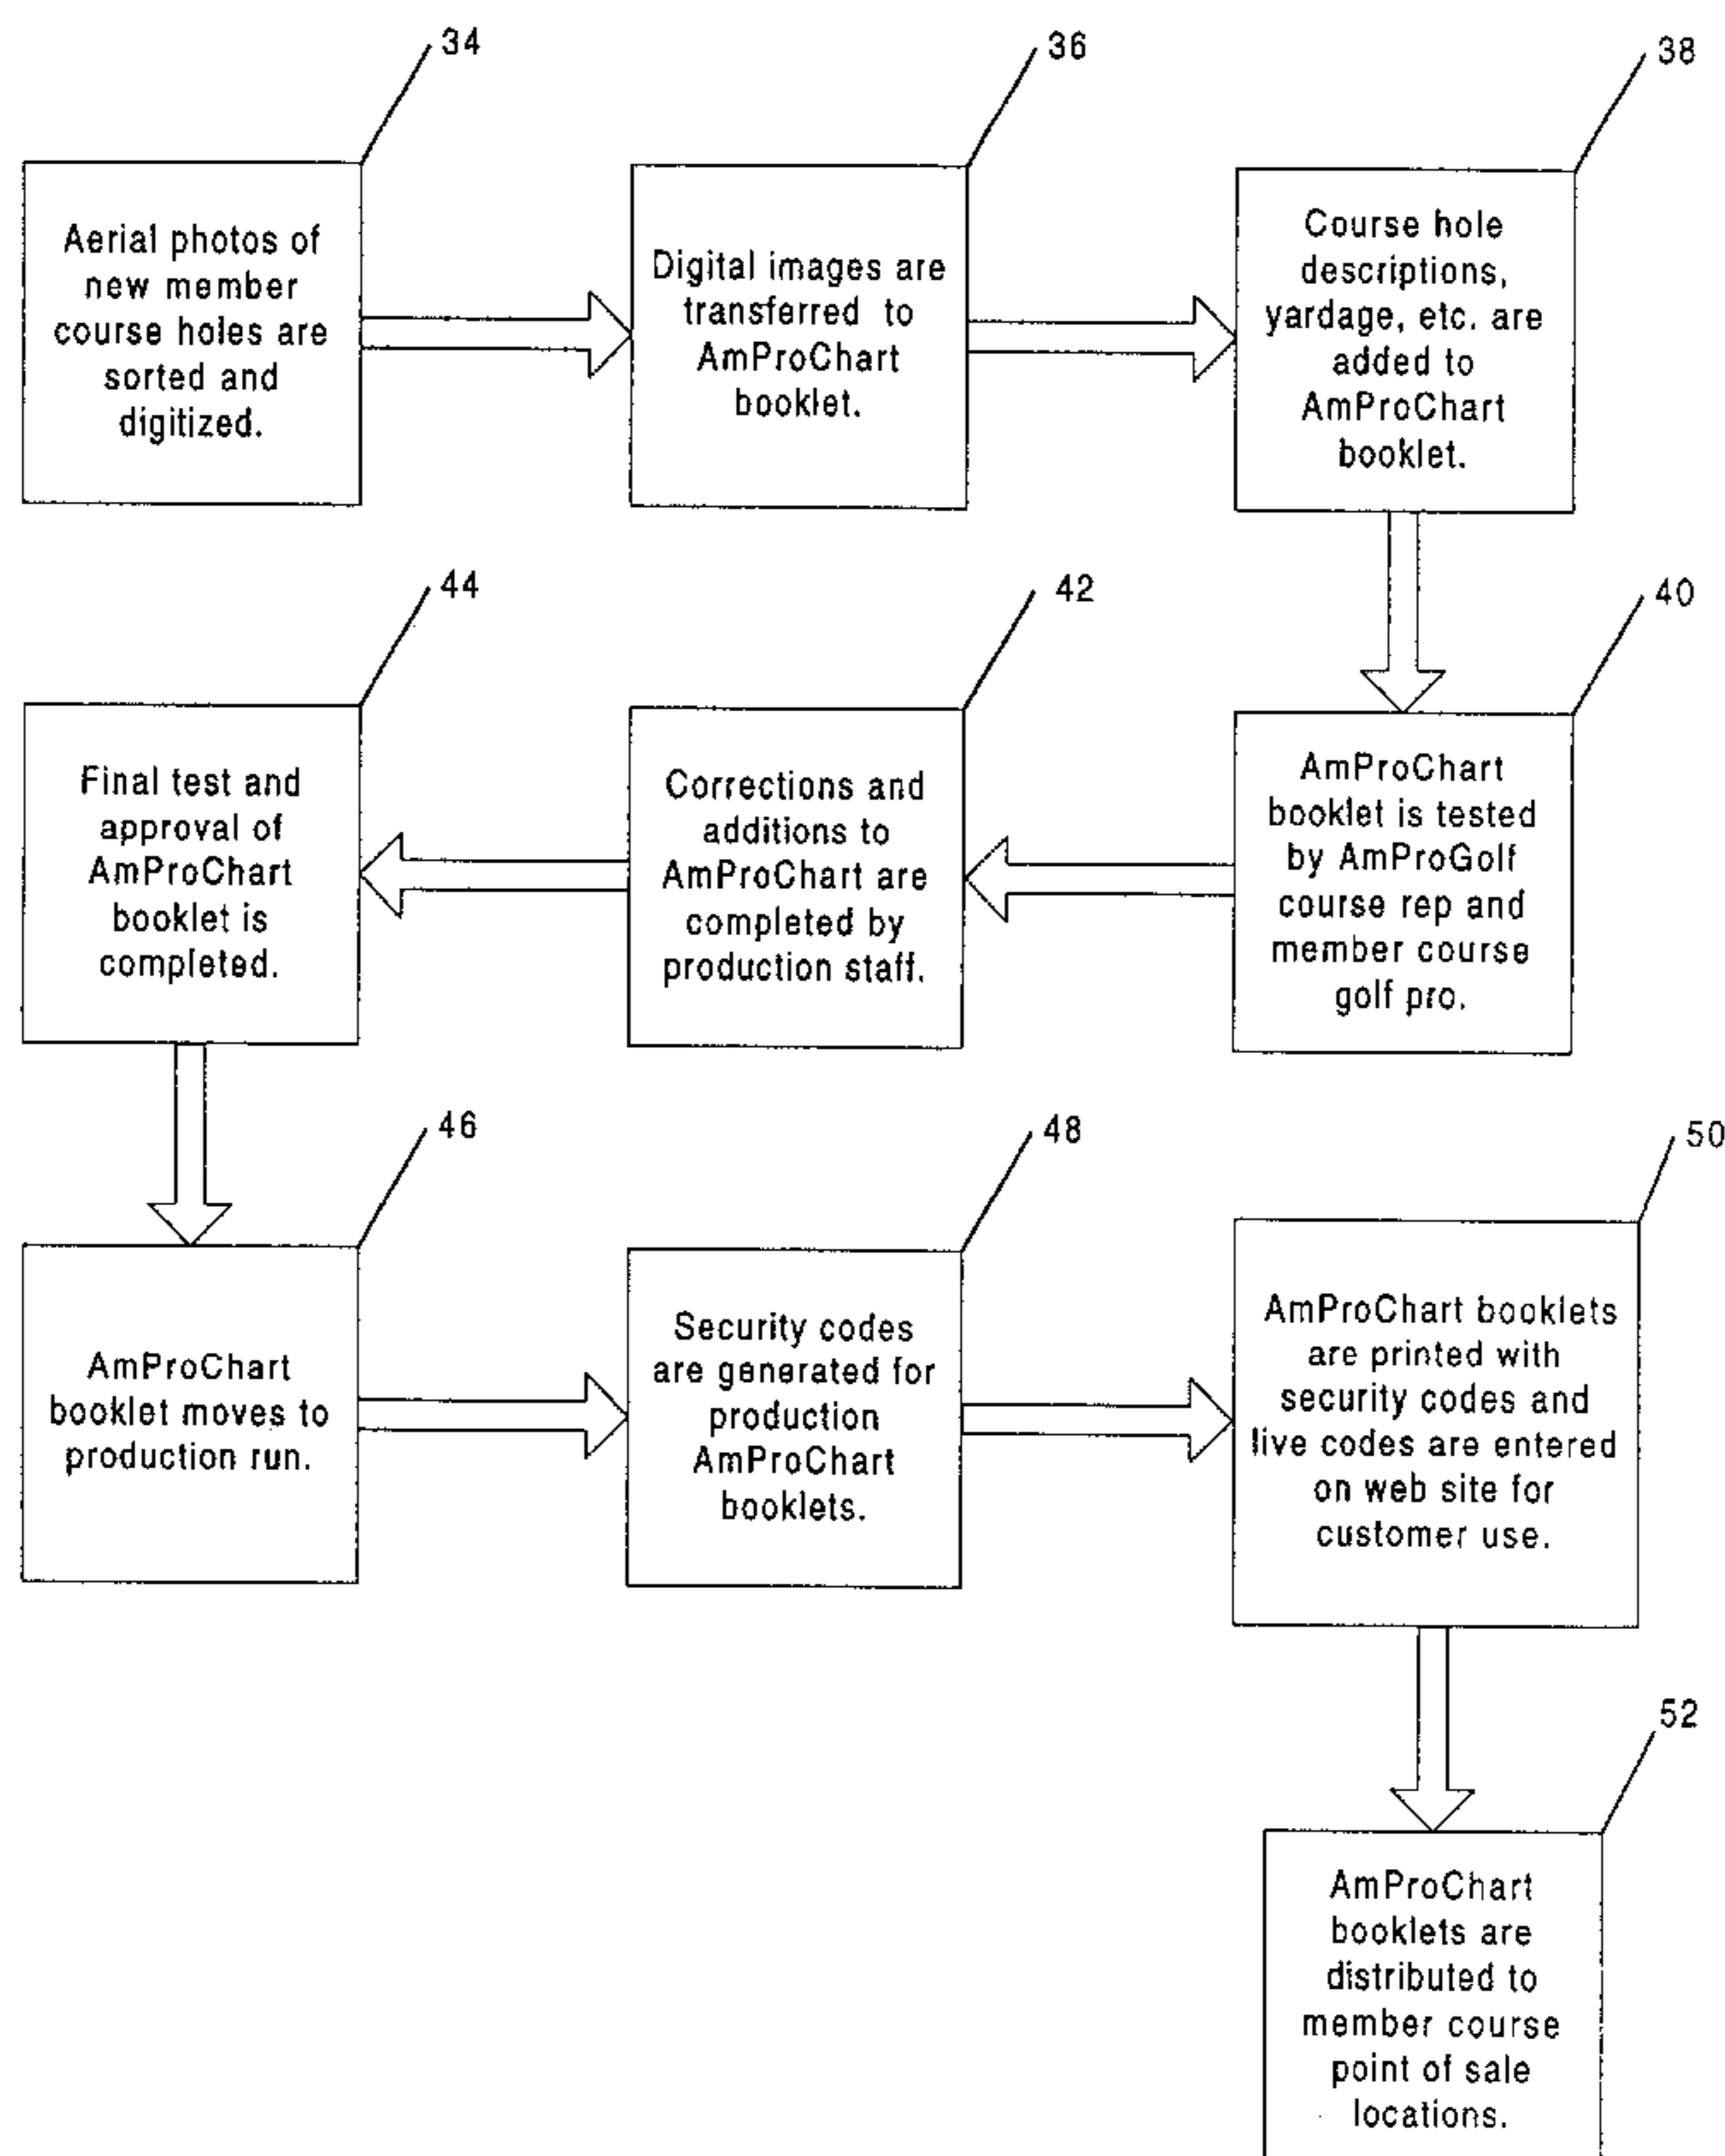 34
Aerial photos of
new member
course holes are
sorted and
digitized.
36
Digital images are
transferred to
AmProChart
booklet.
38
Course hole
descriptions,
yardage, etc. are
added to
AmProChart
booklet.
40
AmProChart
booklet is tested
by AmProGolf
course rep and
member course
golf pro.
42
Corrections and
additions to
AmProChart are
completed by
production staff.
44
Final test and
approval of
AmProChart
booklet is
completed.
46
AmProChart
booklet moves to
production run.
48
Security codes
are generated for
production
AmProChart
booklets.
50
AmProChart booklets
are printed with
security codes and
live codes are entered
on web site for
customer use.
52
AmProChart
booklets are
distributed to
member course
point of sale
locations.